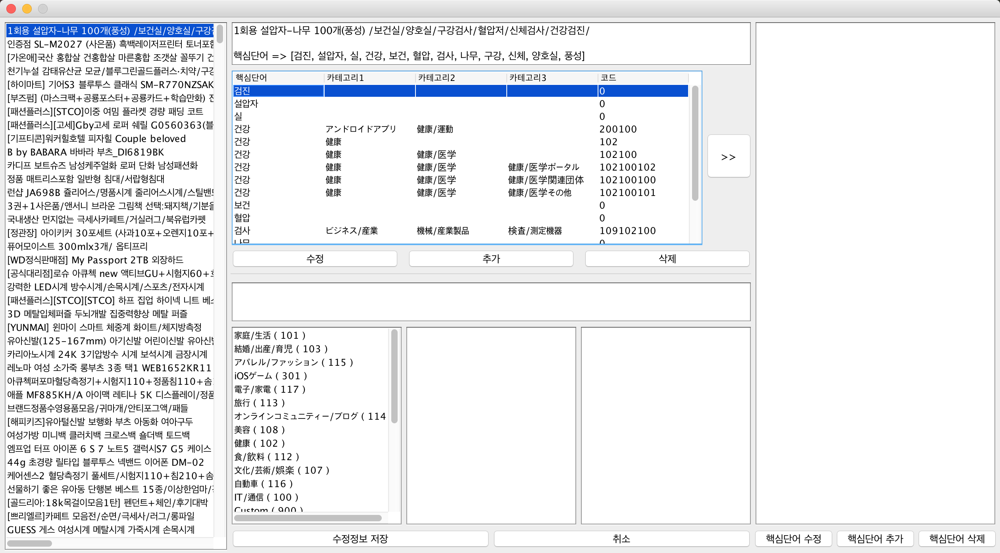 1회용 설압자-나무 100개(풍성) /보건실/양호실/구강
인증점 SL-M2027 (사은품) 흑백레이저프린터 토너포함
[가온애]국산 홍합살 건홍합살 마른홍합 조갯살 꼴뚜기 건
천기누설 감태유산균 모균/블루그린골드플러스·치약/구강
[하이마트] 기어S3 블루투스 클래식 SM-R770NZSAK
[부즈펌] (마스크팩+공룡포스터+공룡카드+학습만화)
[패션플러스][STCO]이중 여밈 플라켓 경량 패딩 코트
[패션플러스][고세]Gby고세 로퍼 쉐릴 G0560363(블
[기프티콘]워커힐호텔 피자힐 Couple beloved
B by BABARA 바바라 부츠_DI6819BK
카디프 보트슈즈 남성케주얼화 로퍼 단화 남성패션화
정품 매트리스포함 일반형 침대/서랍형침대
런샵 JA698B 쥴리어스/명품시계 줄리어스시계/스틸밴드
3권+1사은품/앤서니 브라운 그림책 선택:돼지책/기분을
국내생산 먼지없는 극세사카페트/거실러그/북유럽카펫
[정관장] 아이키커 30포세트 (사과10포+오렌지10포+
퓨어모이스트 300mlx3개/ 옵티프리
[WD정식판매점] My Passport 2TB 외장하드
[공식대리점]로슈 아큐첵 new 액티브GU+시험지60+
강력한 LED시계 방수시계/손목시계/스포츠/전자시계
[패션플러스][STCO][STCO] 하프 집업 하이넥 니트 베스
3D 메탈입체퍼즐 두뇌개발 집중력향상 메탈 퍼즐
[YUNMAI] 윈마이 스마트 체중계 화이트/체지방측정
유아신발(125-167mm) 아기신발 어린이신발 유아신발
카리아노시계 24K 3기압방수 시계 보석시계 금장시계
레노마 여성 소가죽 롱부츠 3종 택1 WEB1652KR11
아큐첵퍼포마혈당측정기+시험지110+정품침110+솜
애플 MF885KH/A 아이맥 레티나 5K 디스플레이/정품
브랜드정품수영용품모음/귀마개/안티포그액/패들
[해피키즈]유아털신발 보행화 부츠 아동화 여아구두
여성가방 미니백 클러치백 크로스백 숄더백 토드백
엠프업 터프 아이폰 6 S 7 노트5 갤럭시S7 G5 케이스
44g 초경량 릴타입 블루투스 넥밴드 이어폰 DM-02
케어센스2 혈당측정기 풀세트/시험지110+침210+솜
선물하기 좋은 유아동 단행본 베스트 15종/이상한엄마/
[골드리아:18k목걸이모음1탄] 펜던트+체인/후기대박
[쁘리엘르]카페트 모음전/순면/극세사/러그/롱파일
GUESS 게스 여성시계 메탈시계 가죽시계 손목시계
1회용 설압자-나무 100개(풍성) /보건실/양호실/구강검사/혈압저/신체검사/건강검진/
핵심단어 => [검진, 설압자, 실, 건강, 보건, 혈압, 검사, 나무, 구강, 신체, 양호실, 풍성]
핵심단어 카테고리1 카테고리2 카테고리3 코드
검진 0
설압자 0
실 0
건강 アンドロイドアプリ 健康/運動 200100
건강 健康 102
건강 健康 健康/医学 102100
건강 健康 健康/医学 健康/医学ポータル 102100102
건강 健康 健康/医学 健康/医学関連団体 102100100
건강 健康 健康/医学 健康/医学その他 102100101
보건 0
혈압 0
검사 ビジネス/産業 機械/産業製品 検査/測定機器 109102100
나무 0
>>
수정 추가 삭제
家庭/生活 ( 101 )
結婚/出産/育児 ( 103 )
アパレル/ファッション ( 115 )
iOSゲーム ( 301 )
電子/家電 ( 117 )
旅行 ( 113 )
オンラインコミュニティー/ブログ ( 114
美容 ( 108 )
健康 ( 102 )
食/飲料 ( 112 )
文化/芸術/娯楽 ( 107 )
自動車 ( 116 )
IT/通信 ( 100 )
Custom ( 900 )
수정정보 저장 취소 핵심단어 수정 핵심단어 추가 핵심단어 삭제